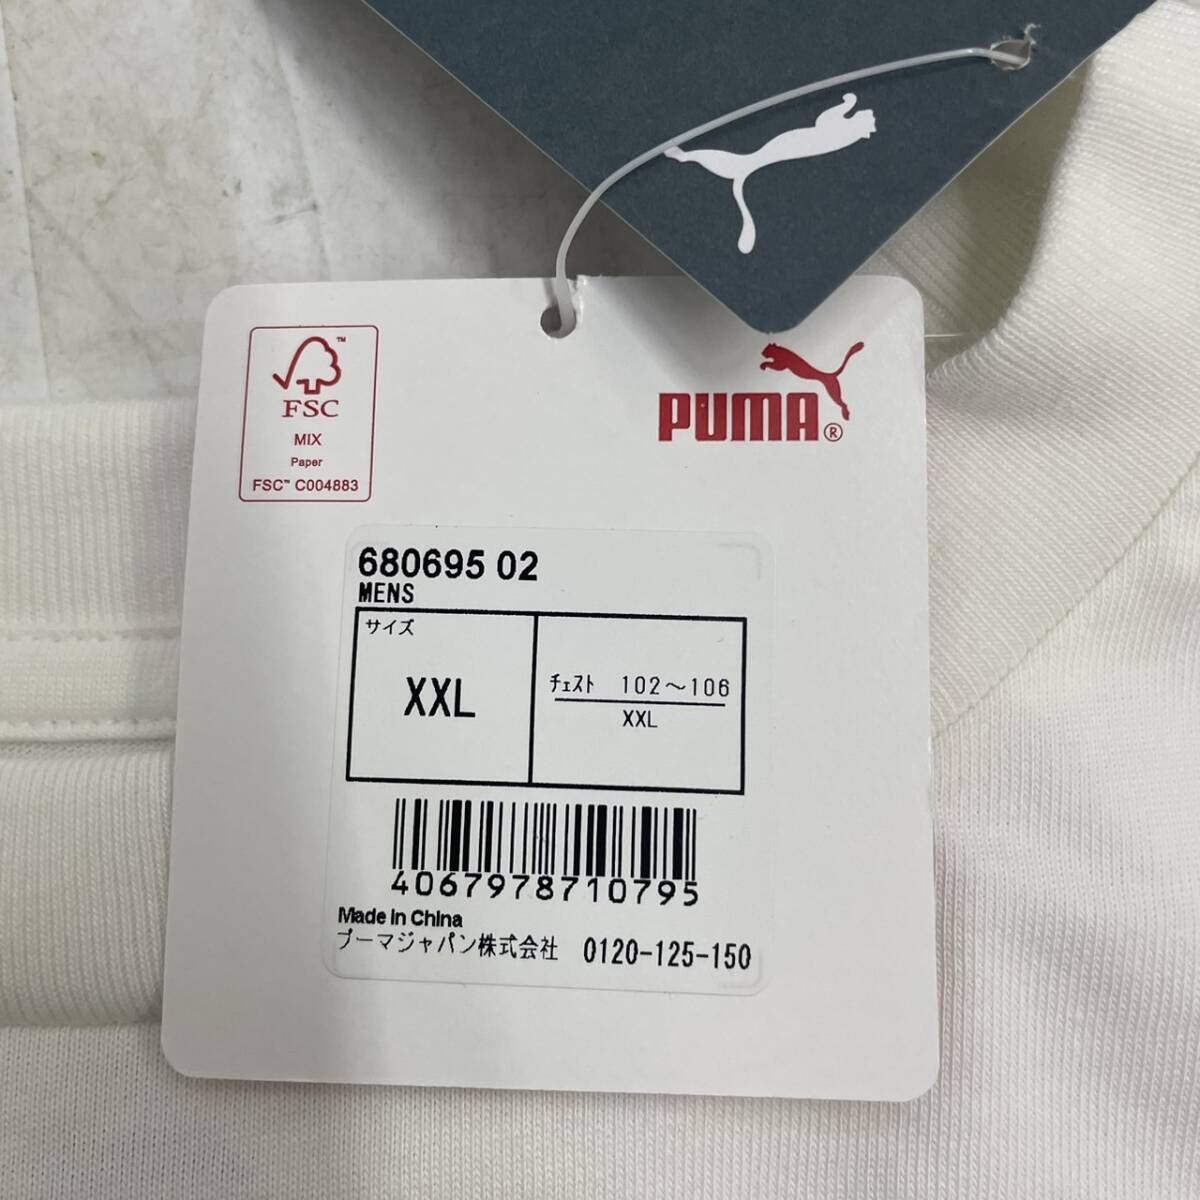 FSC
MIX
Paper
FSC™ C004883
PUMA®
680695 02
MENS
サイズ
XXL
ﾁｪｽﾄ 102～106
XXL
4067978710795
Made in China
プーマジャパン株式会社 0120-125-150